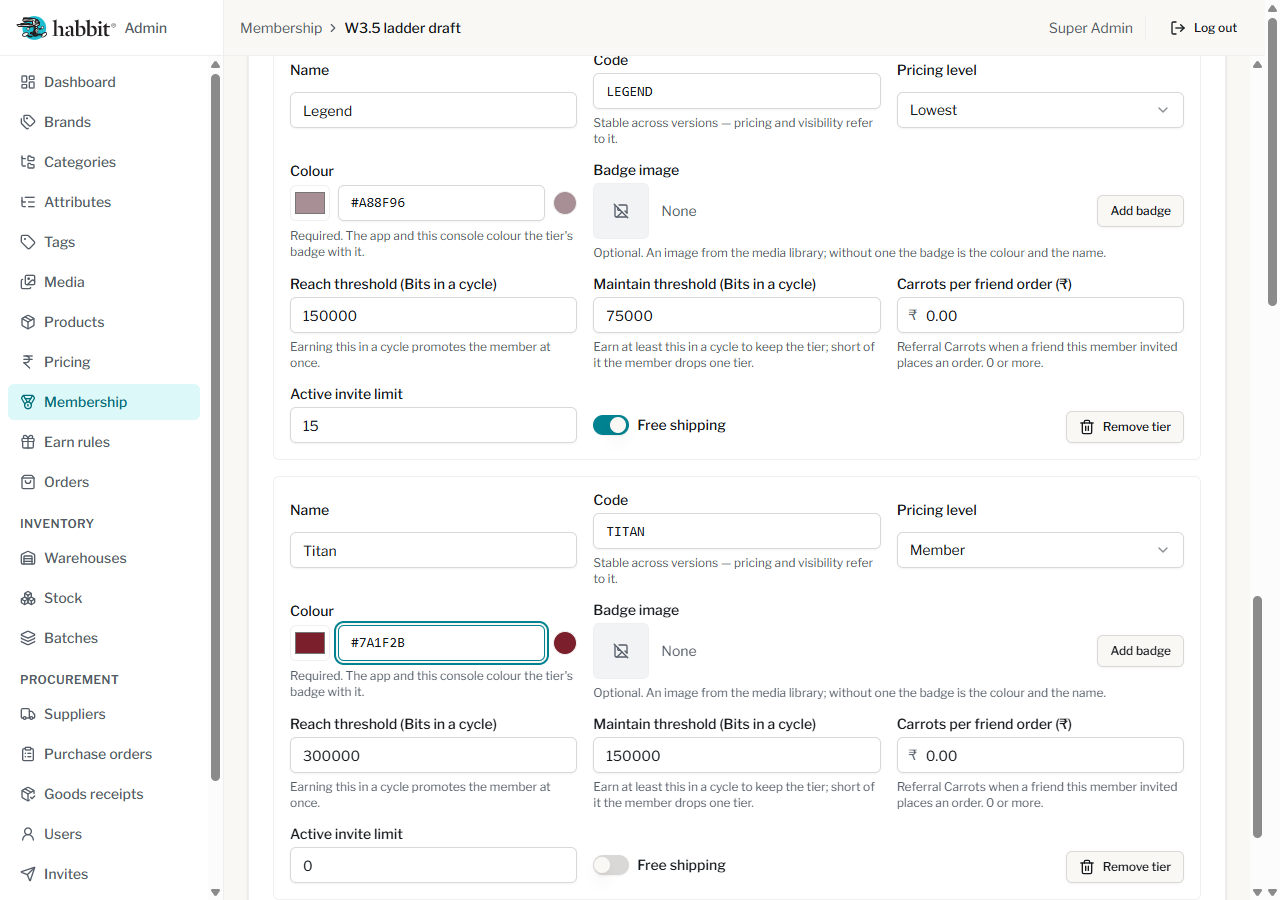 habbit® Admin
Membership > W3.5 ladder draft
Super Admin
Log out
Dashboard
Brands
Categories
Attributes
Tags
Media
Products
Pricing
Membership
Earn rules
Orders
INVENTORY
Warehouses
Stock
Batches
PROCUREMENT
Suppliers
Purchase orders
Goods receipts
Users
Invites
Name
Code
Pricing level
Legend
LEGEND
Lowest
Stable across versions — pricing and visibility refer
to it.
Colour
Badge image
#A88F96
None
Add badge
Required. The app and this console colour the tier's
badge with it.
Optional. An image from the media library; without one the badge is the colour and the name.
Reach threshold (Bits in a cycle)
Maintain threshold (Bits in a cycle)
Carrots per friend order (₹)
150000
75000
₹ 0.00
Earning this in a cycle promotes the member at
once.
Earn at least this in a cycle to keep the tier; short of
it the member drops one tier.
Referral Carrots when a friend this member invited
places an order. 0 or more.
Active invite limit
15
Free shipping
Remove tier
Name
Code
Pricing level
Titan
TITAN
Member
Stable across versions — pricing and visibility refer
to it.
Colour
Badge image
#7A1F2B
None
Add badge
Required. The app and this console colour the tier's
badge with it.
Optional. An image from the media library; without one the badge is the colour and the name.
Reach threshold (Bits in a cycle)
Maintain threshold (Bits in a cycle)
Carrots per friend order (₹)
300000
150000
₹ 0.00
Earning this in a cycle promotes the member at
once.
Earn at least this in a cycle to keep the tier; short of
it the member drops one tier.
Referral Carrots when a friend this member invited
places an order. 0 or more.
Active invite limit
0
Free shipping
Remove tier